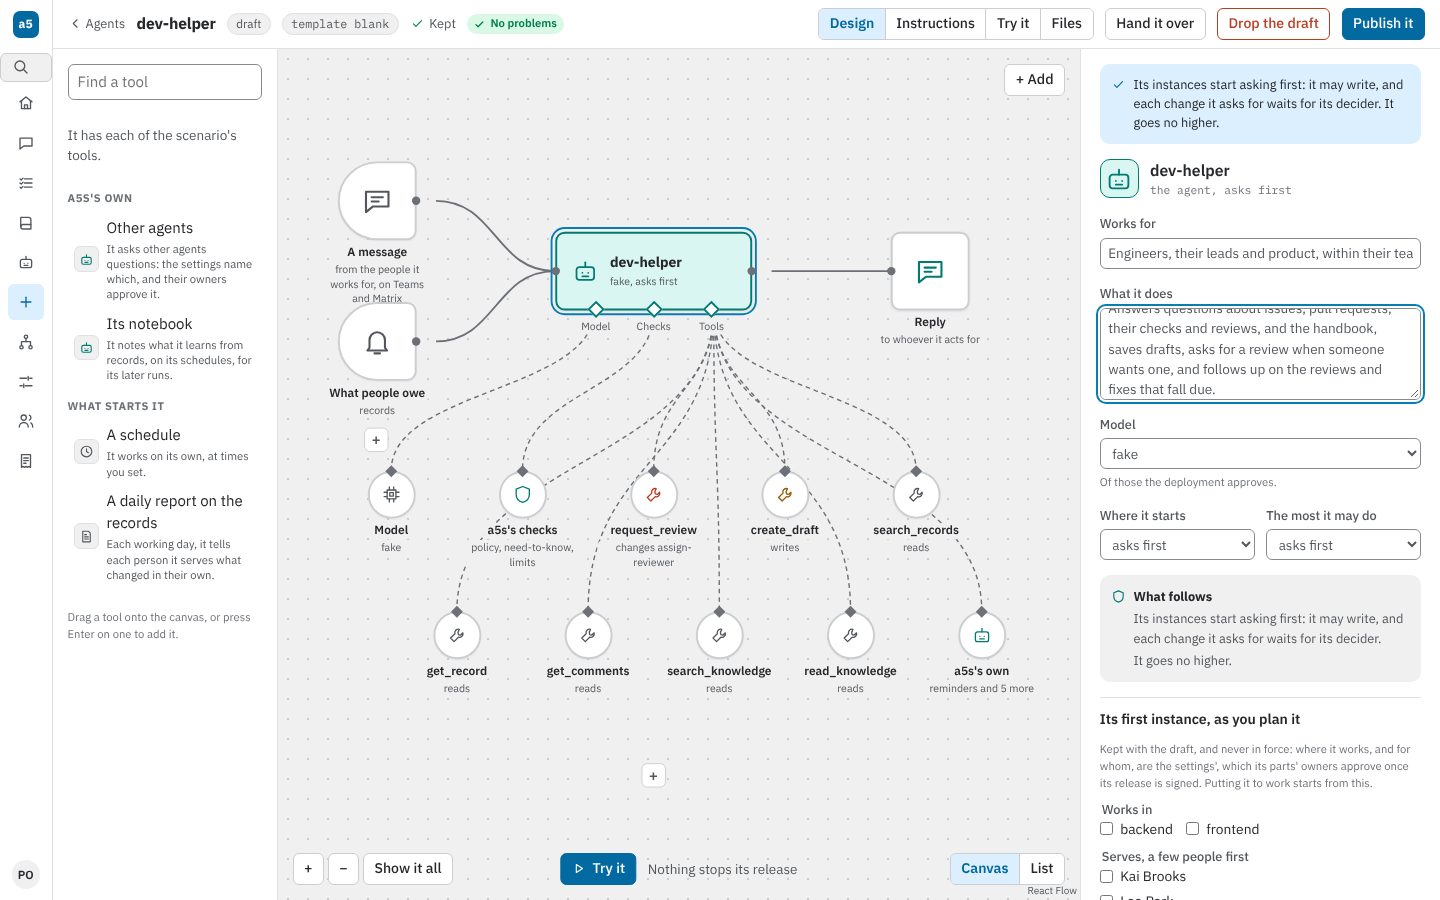 a5
Agents
dev-helper
draft
template blank
Kept
No problems
Design
Instructions
Try it
Files
Hand it over
Drop the draft
Publish it
Find a tool
It has each of the scenario's
tools.
A5S'S OWN
Other agents
It asks other agents
questions: the settings name
which, and their owners
approve it.
Its notebook
It notes what it learns from
records, on its schedules, for
its later runs.
WHAT STARTS IT
A schedule
It works on its own, at times
you set.
A daily report on the
records
Each working day, it tells
each person it serves what
changed in their own.
Drag a tool onto the canvas, or press
Enter on one to add it.
PO
+ Add
A message
from the people it
works for, on Teams
and Matrix
What people owe
records
+
dev-helper
fake, asks first
Model
Checks
Tools
Reply
to whoever it acts for
Model
fake
a5s's checks
policy, need-to-know,
limits
request_review
changes assign-
reviewer
create_draft
writes
search_records
reads
get_record
reads
get_comments
reads
search_knowledge
reads
read_knowledge
reads
a5s's own
reminders and 5 more
+
+
−
Show it all
Try it
Nothing stops its release
Canvas
List
React Flow
Its instances start asking first: it may write, and
each change it asks for waits for its decider. It
goes no higher.
dev-helper
the agent, asks first
Works for
Engineers, their leads and product, within their tea
What it does
Answers questions about issues, pull requests,
their checks and reviews, and the handbook,
saves drafts, asks for a review when someone
wants one, and follows up on the reviews and
fixes that fall due.
Model
fake
Of those the deployment approves.
Where it starts
The most it may do
asks first
asks first
What follows
Its instances start asking first: it may write, and
each change it asks for waits for its decider.
It goes no higher.
Its first instance, as you plan it
Kept with the draft, and never in force: where it works, and for
whom, are the settings', which its parts' owners approve once
its release is signed. Putting it to work starts from this.
Works in
backend
frontend
Serves, a few people first
Kai Brooks